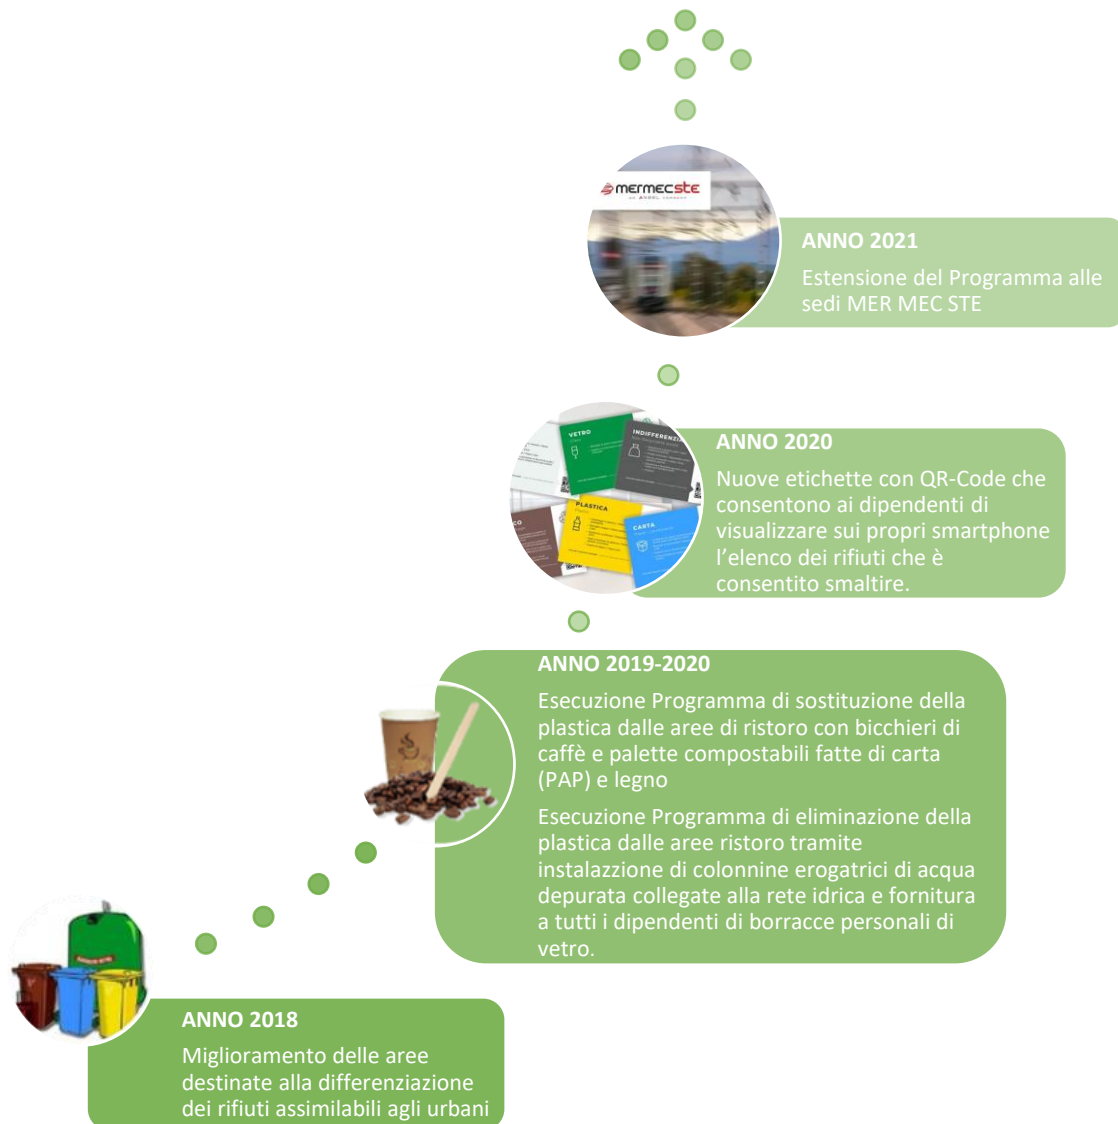 mermecste
ANNO 2021
Estensione del Programma alle
sedi MER MEC STE
VETRO
INDIFFERENZIA
PLASTICA
CARTA
CO
ANNO 2020
Nuove etichette con QR-Code che
consentono ai dipendenti di
visualizzare sui propri smartphone
l’elenco dei rifiuti che è
consentito smaltire.
ANNO 2019-2020
Esecuzione Programma di sostituzione della
plastica dalle aree di ristoro con bicchieri di
caffè e palette compostabili fatte di carta
(PAP) e legno
Esecuzione Programma di eliminazione della
plastica dalle aree ristoro tramite
instalazzione di colonnine erogatrici di acqua
depurata collegate alla rete idrica e fornitura
a tutti i dipendenti di borracce personali di
vetro.
ANNO 2018
Miglioramento delle aree
destinate alla differenziazione
dei rifiuti assimilabili agli urbani